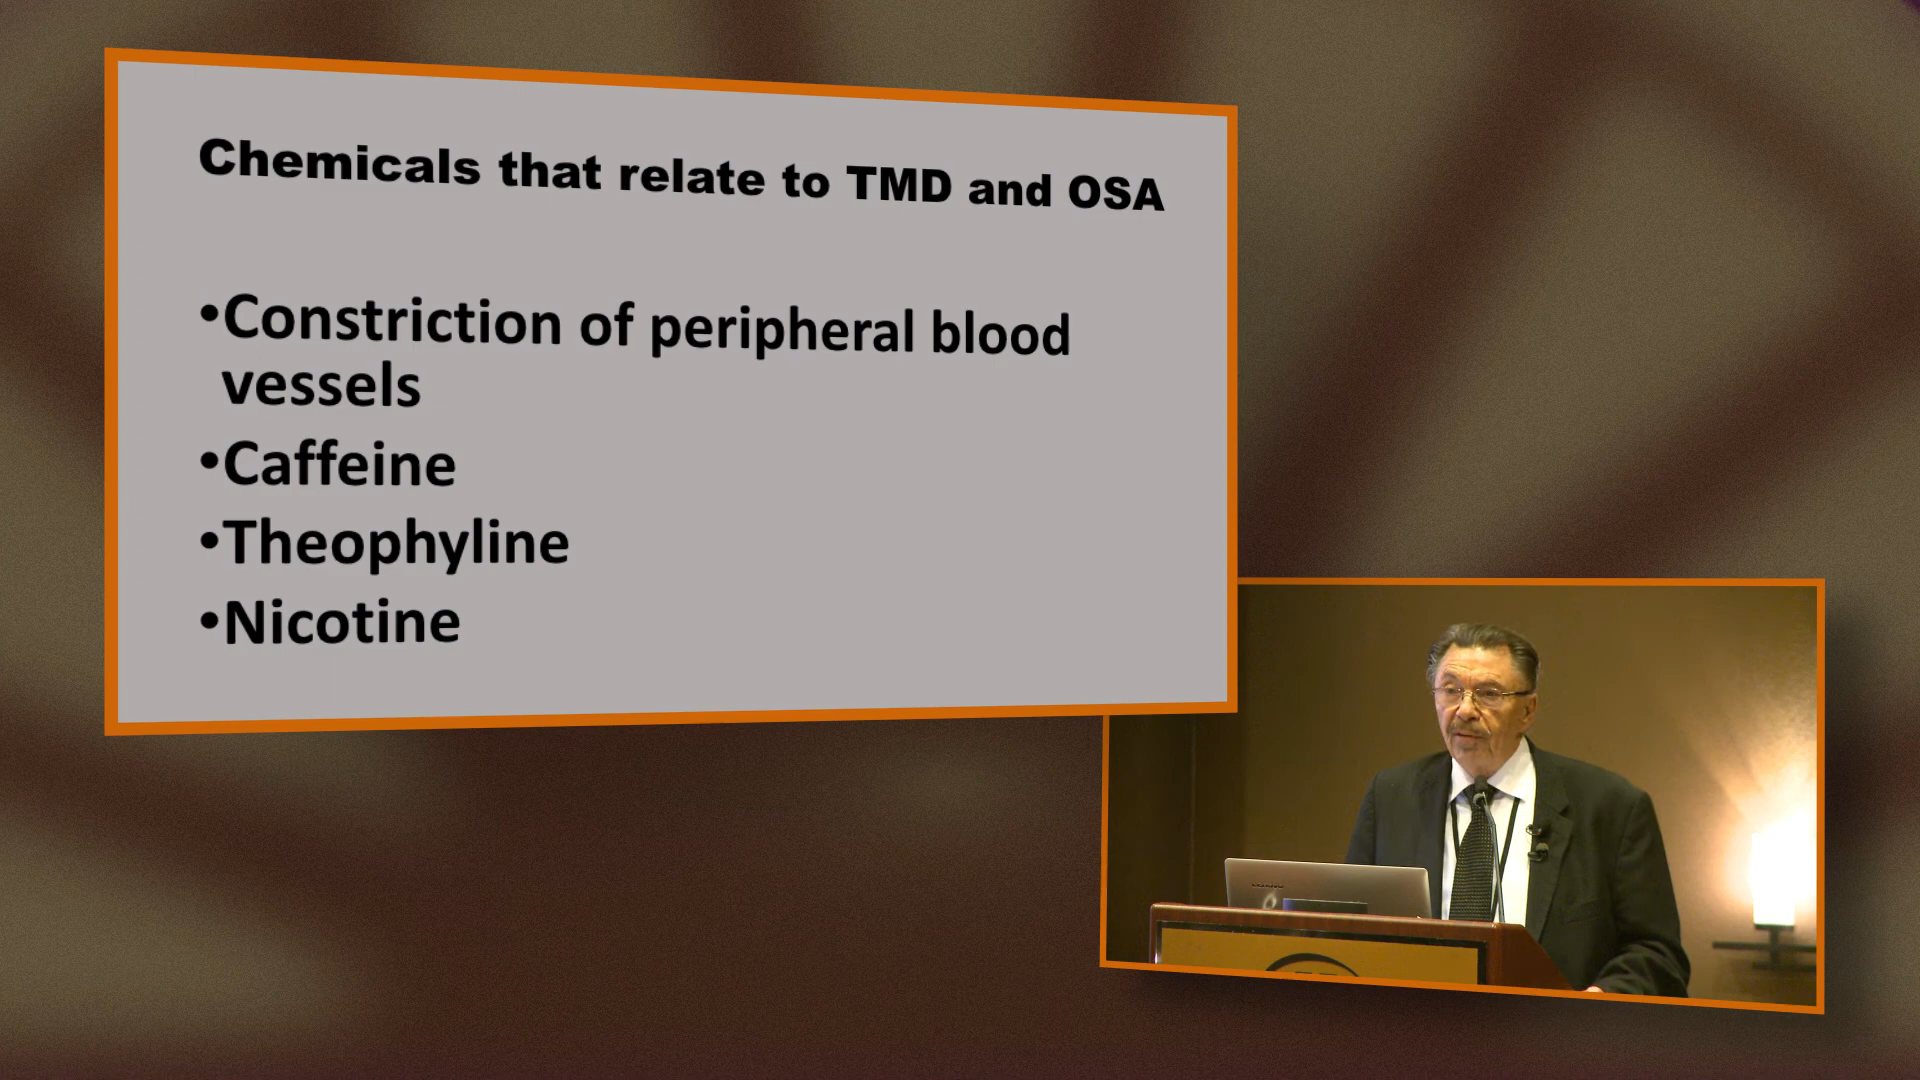 Chemicals that relate to TMD and OSA
•Constriction of peripheral blood
vessels
•Caffeine
•Theophyline
•Nicotine